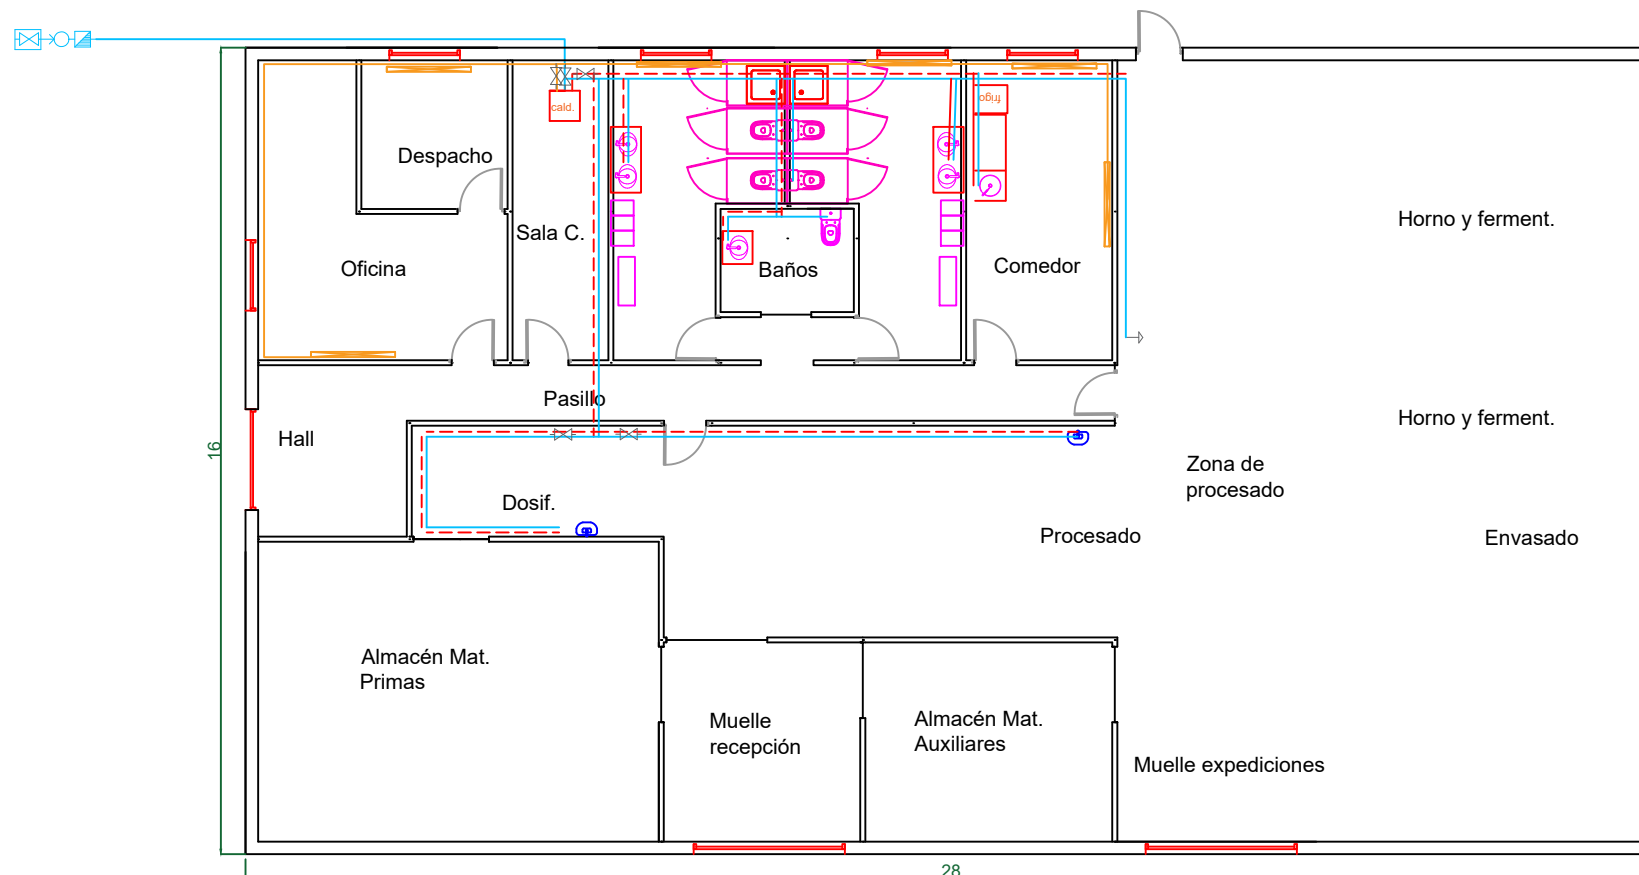 cald.
frigo
Despacho
Horno y ferment.
Sala C.
Oficina
Baños
Comedor
Pasillo
Hall
Horno y ferment.
16
Zona de
procesado
Dosif.
Procesado
Envasado
Almacén Mat.
Primas
Muelle
recepción
Almacén Mat.
Auxiliares
Muelle expediciones
28